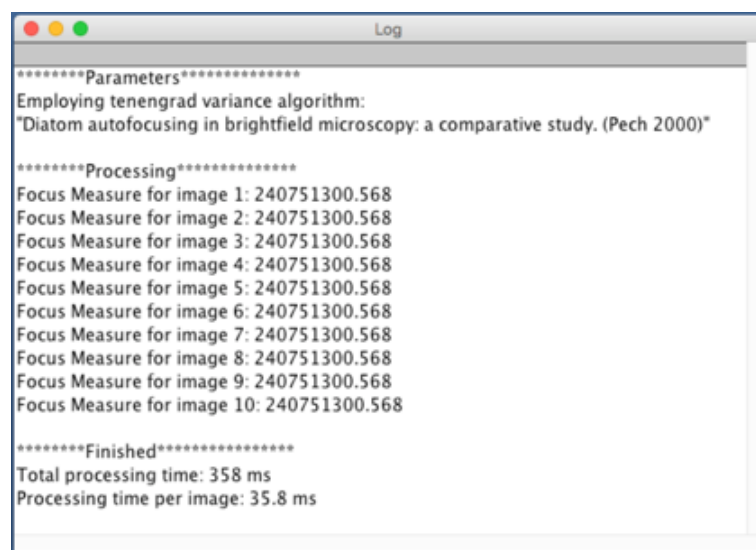 Log
********Parameters**************
Employing tenengrad variance algorithm:
"Diatom autofocusing in brightfield microscopy: a comparative study. (Pech 2000)"
********Processing**************
Focus Measure for image 1: 240751300.568
Focus Measure for image 2: 240751300.568
Focus Measure for image 3: 240751300.568
Focus Measure for image 4: 240751300.568
Focus Measure for image 5: 240751300.568
Focus Measure for image 6: 240751300.568
Focus Measure for image 7: 240751300.568
Focus Measure for image 8: 240751300.568
Focus Measure for image 9: 240751300.568
Focus Measure for image 10: 240751300.568
********Finished****************
Total processing time: 358 ms
Processing time per image: 35.8 ms